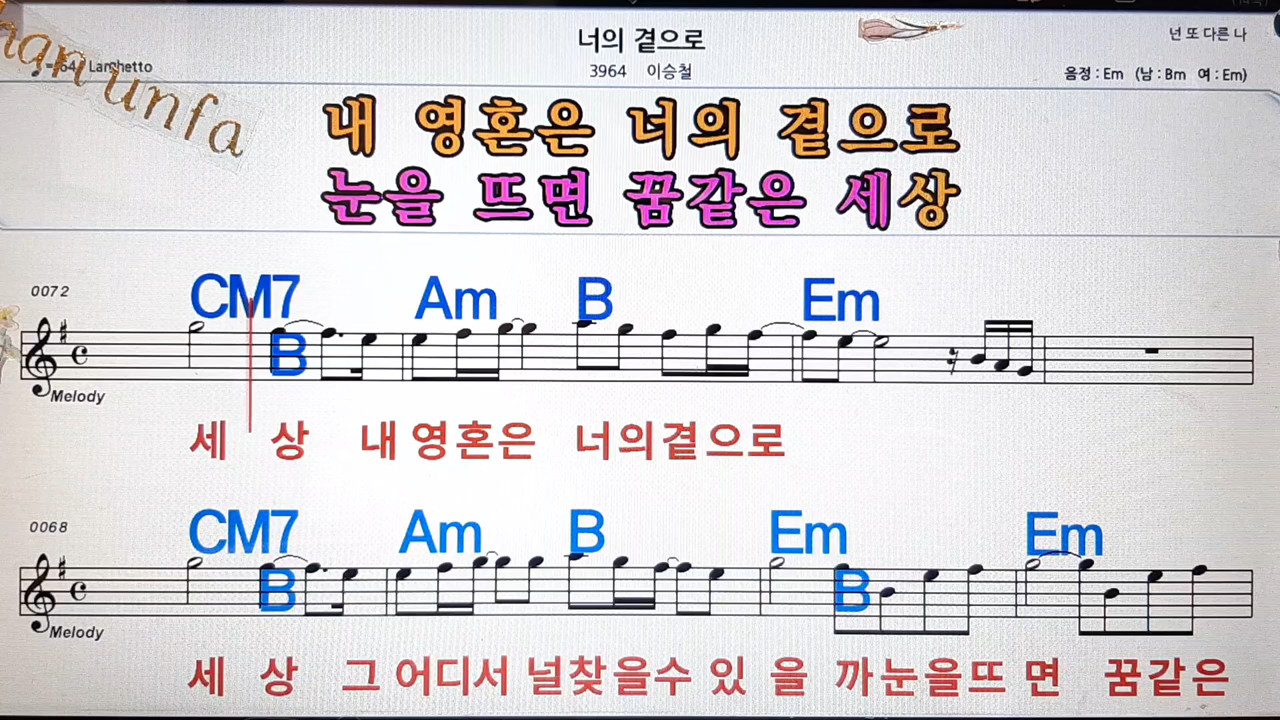 너의 곁으로
넌 또 다른 나
=64 Larghetto
3964 이승철
음정 : Em (남 : Bm 여 : Em)
han unfa
내 영혼은 너의 곁으로
눈을 뜨면 꿈같은 세상
0072
CM7 B Am B Em
Melody
세 상 내 영혼은 너의곁으로
0068
CM7 B Am B Em B Em
Melody
세 상 그 어디서 널찾을수 있 을 까눈을뜨 면 꿈같은